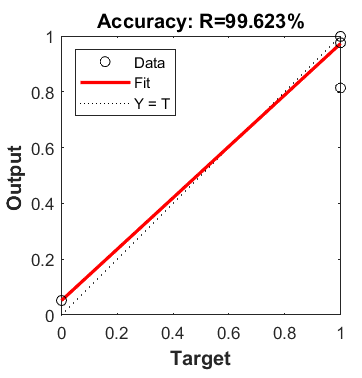 Accuracy: R=99.623%
1
0.8
0.6
0.4
0.2
0
Output
Data
Fit
Y = T
0 0.2 0.4 0.6 0.8 1
Target